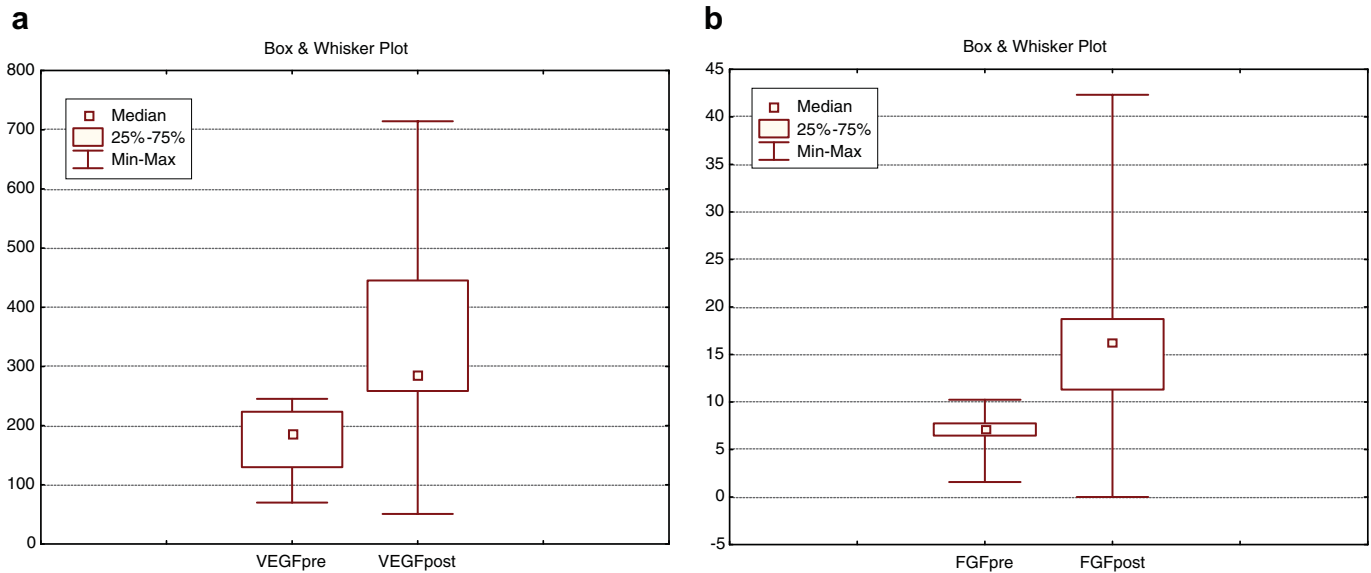 a
Box & Whisker Plot
800
700
600
500
400
300
200
100
0
Median
25%-75%
Min-Max
VEGFpre
VEGFpost
b
Box & Whisker Plot
45
40
35
30
25
20
15
10
5
0
-5
Median
25%-75%
Min-Max
FGFpre
FGFpost